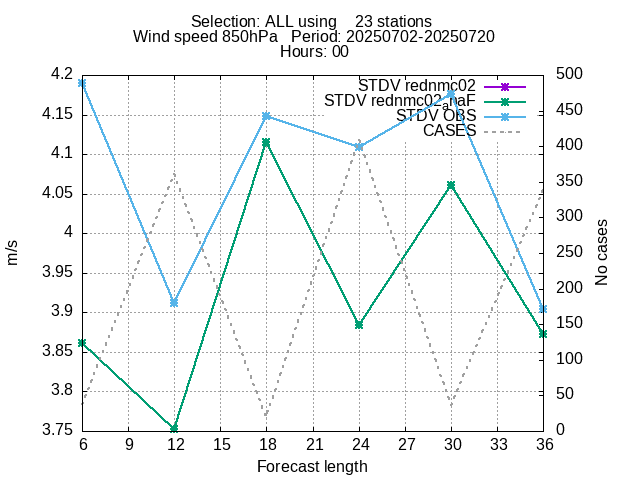 Selection: ALL using 23 stations
Wind speed 850hPa Period: 20250702-20250720
Hours: 00
4.2
4.15
4.1
4.05
4
3.95
3.9
3.85
3.8
3.75
500
450
400
350
300
250
200
150
100
50
0
STDV rednmc02
STDV OBS
CASES
m/s
No cases
6 9 12 15 18 21 24 27 30 33 36
Forecast length